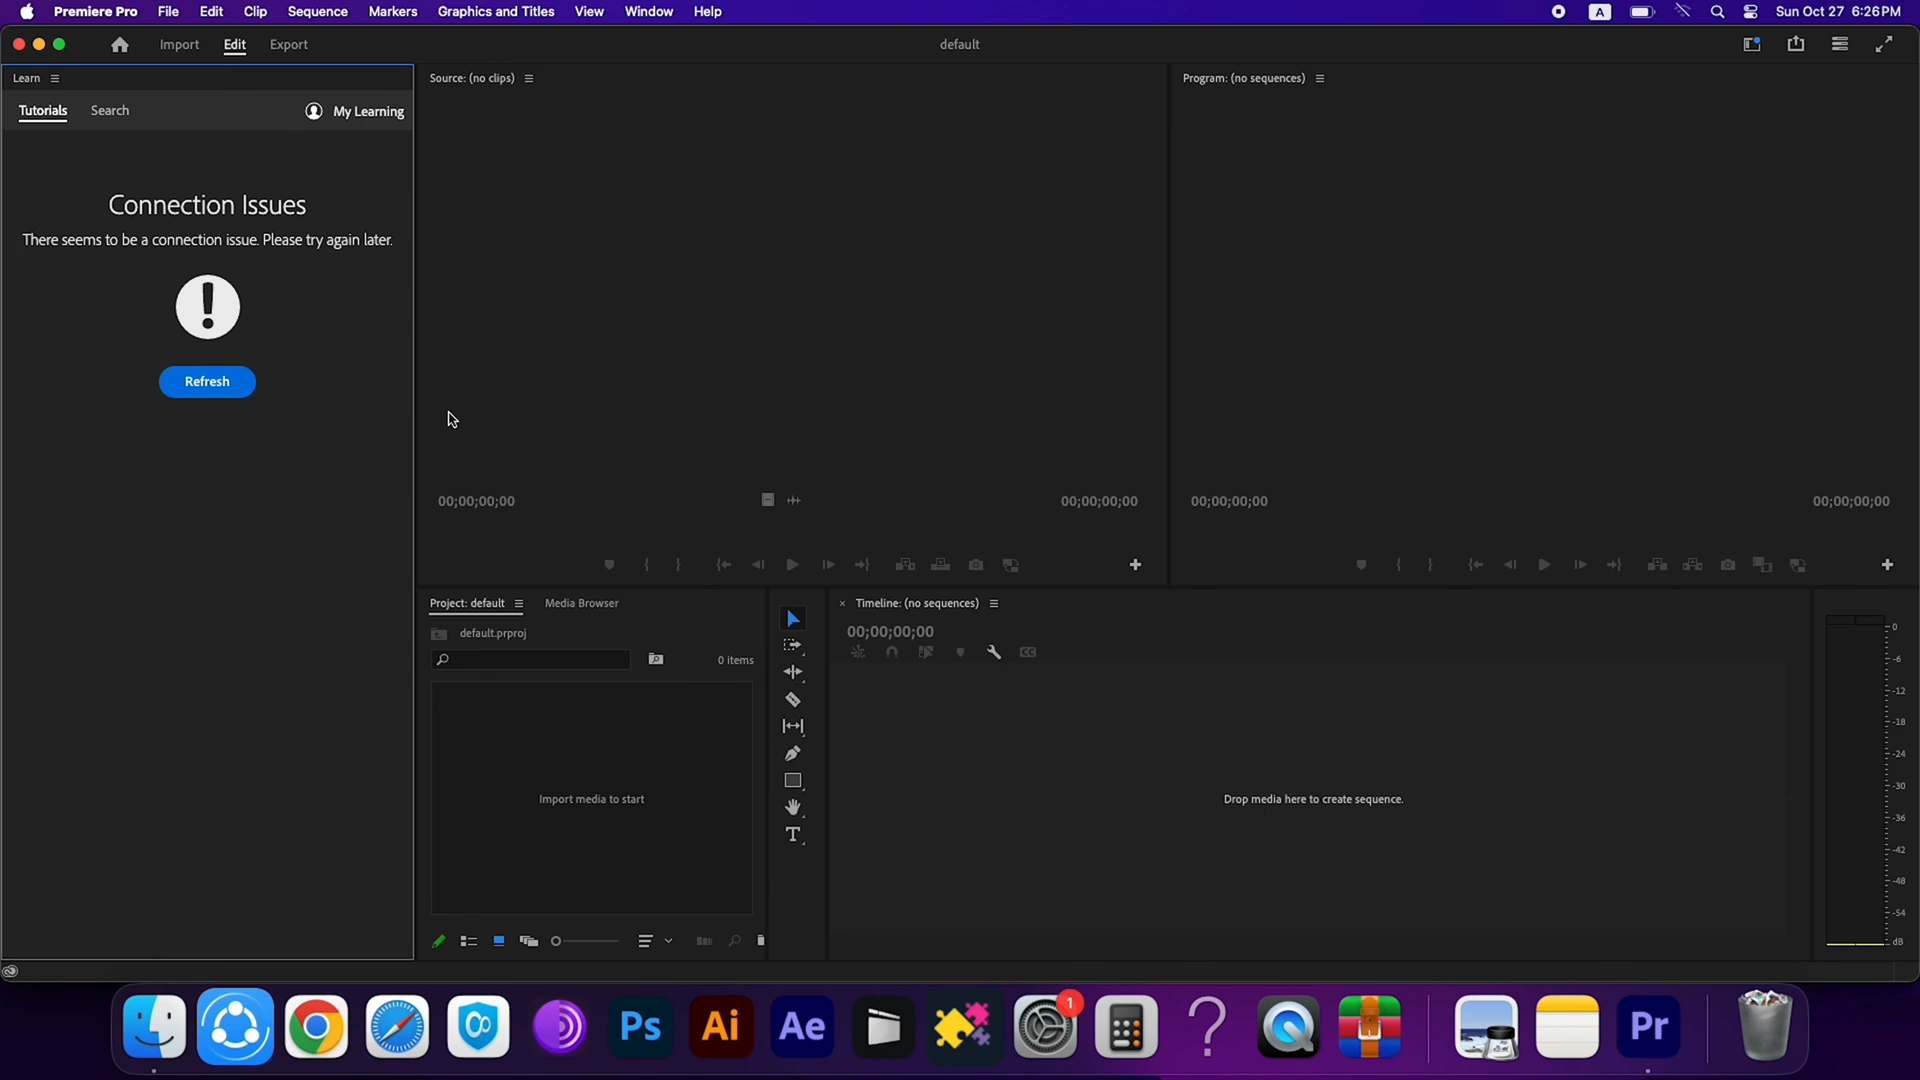 Premiere Pro File Edit Clip Sequence Markers Graphics and Titles View Window Help A Sun Oct 27 6:26 PM
Import Edit Export default
Learn
Source: (no clips)
Program: (no sequences)
Tutorials Search My Learning
Connection Issues
There seems to be a connection issue. Please try again later.
!
Refresh
00;00;00;00 00;00;00;00
00;00;00;00 00;00;00;00
Project: default Media Browser
default.prproj
0 items
Import media to start
T
× Timeline: (no sequences)
00;00;00;00
CC
Drop media here to create sequence.
0
-6
-12
-18
-24
-30
-36
-42
-48
-54
dB
Ps Ai Ae 1 ? Pr